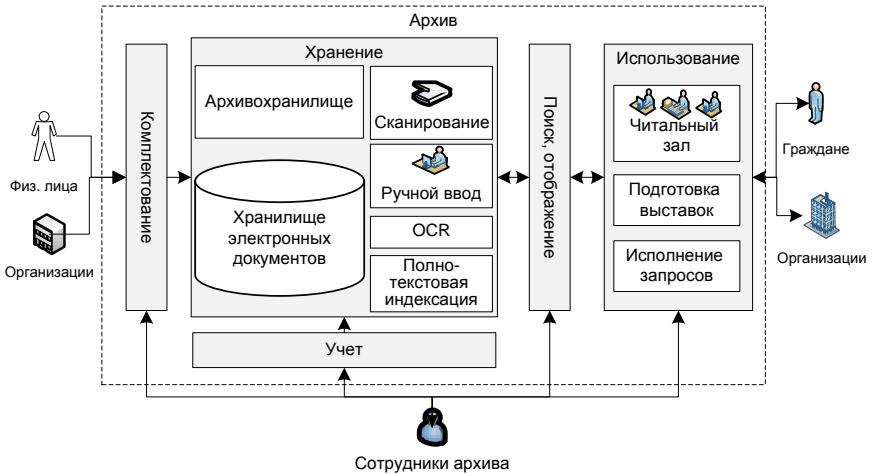 Архив
Физ. лица
Организации
Комплектование
Хранение
Архивохранилище
Сканирование
Ручной ввод
Хранилище
электронных
документов
OCR
Полно-
текстовая
индексация
Учет
Поиск, отображение
Использование
Читальный
зал
Подготовка
выставок
Исполнение
запросов
Граждане
Организации
Сотрудники архива